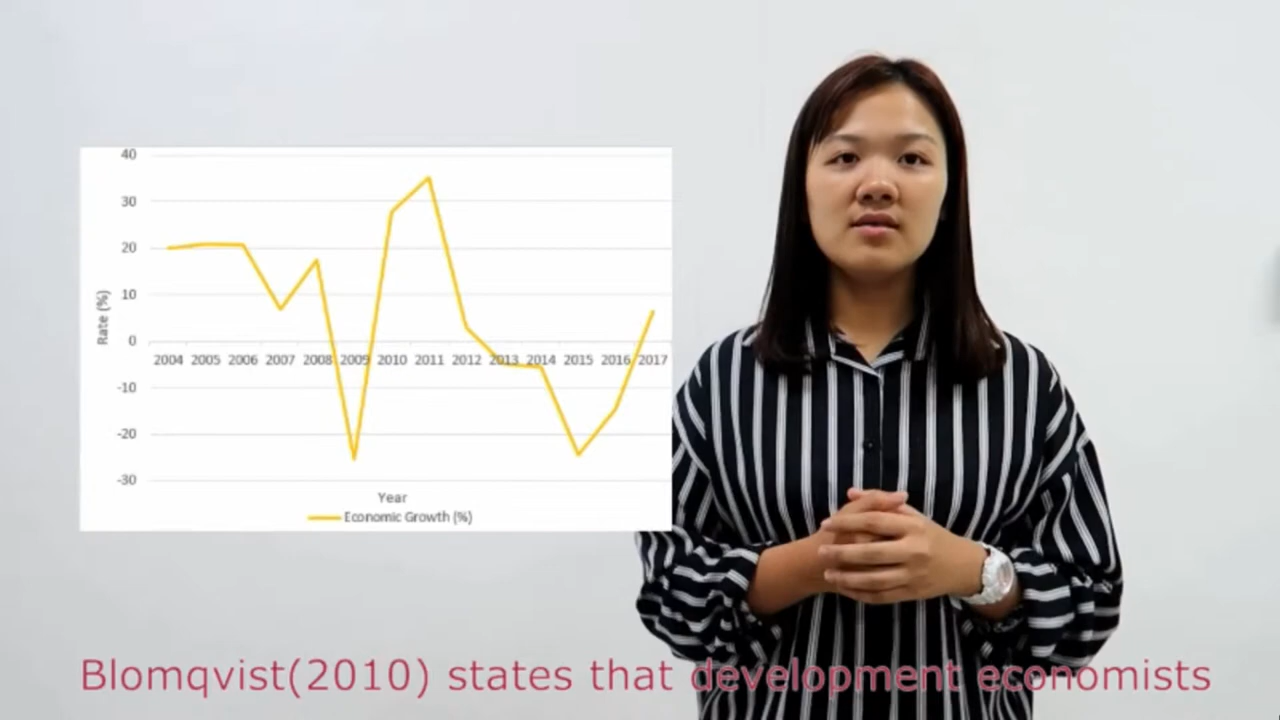 40
30
20
10
0
-10
-20
-30
Rate (%)
2004 2005 2006 2007 2008 2009 2010 2011 2012 2013 2014 2015 2016 2017
Year
Economic Growth (%)
Blomqvist(2010) states that development economists